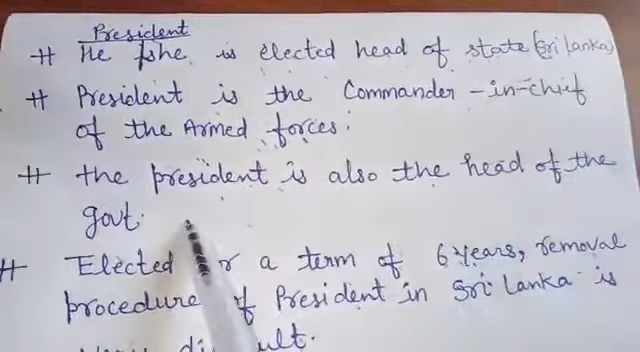 President
# He /she is elected head of state (Sri Lanka)
# President is the Commander-in-chief
of the Armed forces.
# the president is also the head of the
govt.
# Elected a term of 6 years, removal
procedure of President in Sri Lanka is